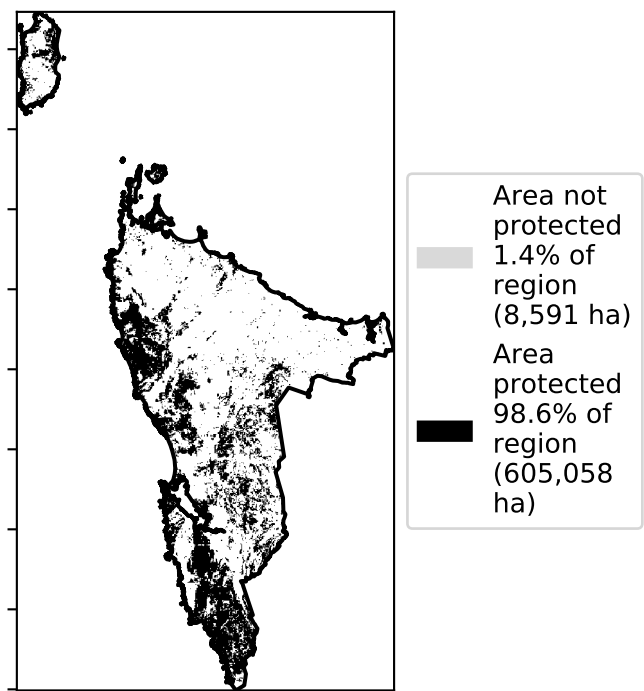 Area not
protected
1.4% of
region
(8,591 ha)
Area
protected
98.6% of
region
(605,058
ha)